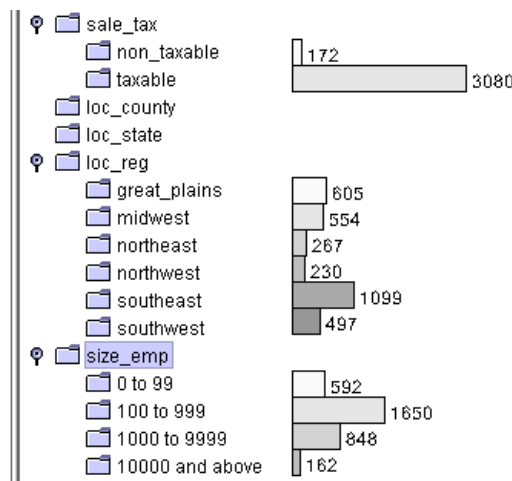 sale_tax
non_taxable 172
taxable 3080
loc_county
loc_state
loc_reg
great_plains 605
midwest 554
northeast 267
northwest 230
southeast 1099
southwest 497
size_emp
0 to 99 592
100 to 999 1650
1000 to 9999 848
10000 and above 162